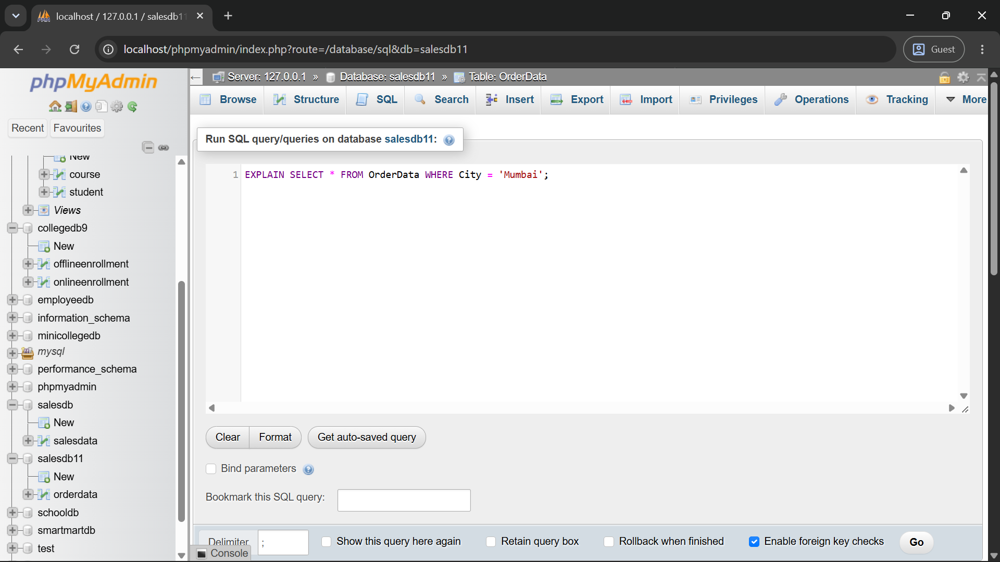 localhost / 127.0.0.1 / salesdb11
localhost/phpmyadmin/index.php?route=/database/sql&db=salesdb11
Guest
phpMyAdmin
Recent Favourites
New
course
student
Views
collegedb9
New
offlineenrollment
onlineenrollment
employeedb
information_schema
minicollegedb
mysql
performance_schema
phpmyadmin
salesdb
New
salesdata
salesdb11
New
orderdata
schooldb
smartmartdb
test
Server: 127.0.0.1 » Database: salesdb11 » Table: OrderData
Browse Structure SQL Search Insert Export Import Privileges Operations Tracking More
Run SQL query/queries on database salesdb11:
1 EXPLAIN SELECT * FROM OrderData WHERE City = 'Mumbai';
Clear Format Get auto-saved query
Bind parameters
Bookmark this SQL query:
Delimiter ; Show this query here again Retain query box Rollback when finished Enable foreign key checks Go
Console